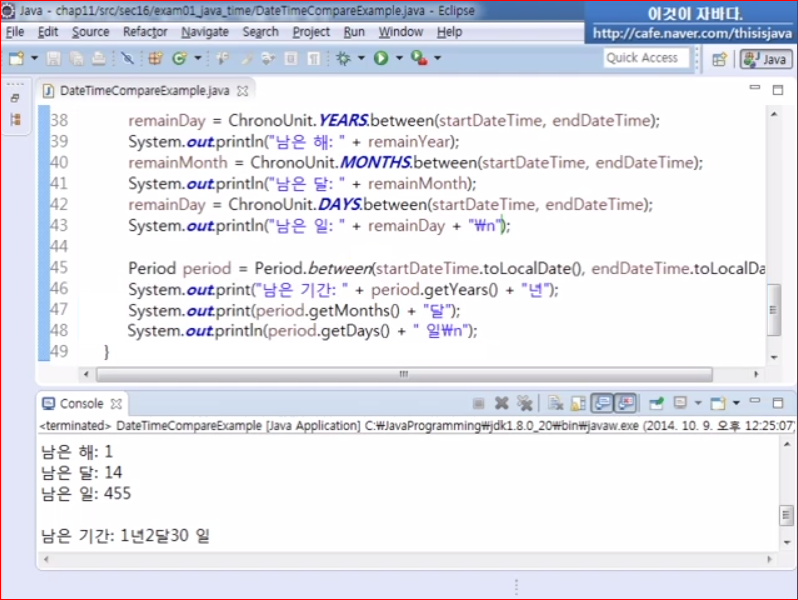 Java - chap11/src/sec16/exam01_java_time/DateTimeCompareExample.java - Eclipse
이것이 자바다.
http://cafe.naver.com/thisisjava
File Edit Source Refactor Navigate Search Project Run Window Help
Quick Access
Java
DateTimeCompareExample.java
38 remainDay = ChronoUnit.YEARS.between(startDateTime, endDateTime);
39 System.out.println("남은 해: " + remainYear);
40 remainMonth = ChronoUnit.MONTHS.between(startDateTime, endDateTime);
41 System.out.println("남은 달: " + remainMonth);
42 remainDay = ChronoUnit.DAYS.between(startDateTime, endDateTime);
43 System.out.println("남은 일: " + remainDay + "₩n");
44
45 Period period = Period.between(startDateTime.toLocalDate(), endDateTime.toLocalDa
46 System.out.print("남은 기간: " + period.getYears() + "년");
47 System.out.print(period.getMonths() + "달");
48 System.out.println(period.getDays() + " 일₩n");
49 }
Console
<terminated> DateTimeCompareExample [Java Application] C:₩JavaProgramming₩jdk1.8.0_20₩bin₩javaw.exe (2014. 10. 9. 오후 12:25:07)
남은 해: 1
남은 달: 14
남은 일: 455
남은 기간: 1년2달30 일